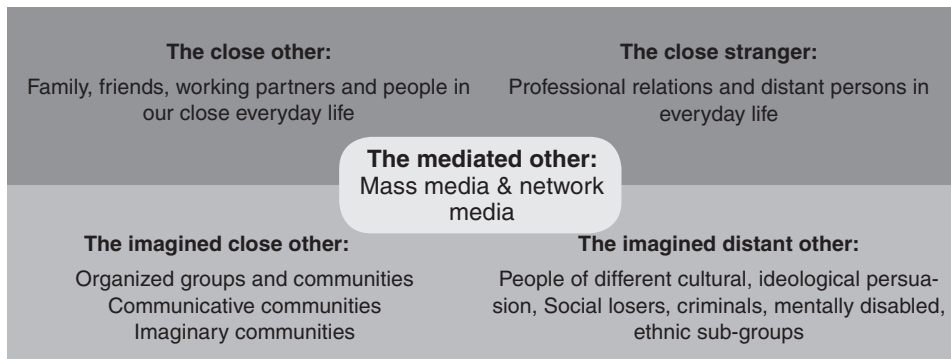 The close other:
Family, friends, working partners and people in
our close everyday life
The close stranger:
Professional relations and distant persons in
everyday life
The mediated other:
Mass media & network
media
The imagined close other:
Organized groups and communities
Communicative communities
Imaginary communities
The imagined distant other:
People of different cultural, ideological persua-
sion, Social losers, criminals, mentally disabled,
ethnic sub-groups